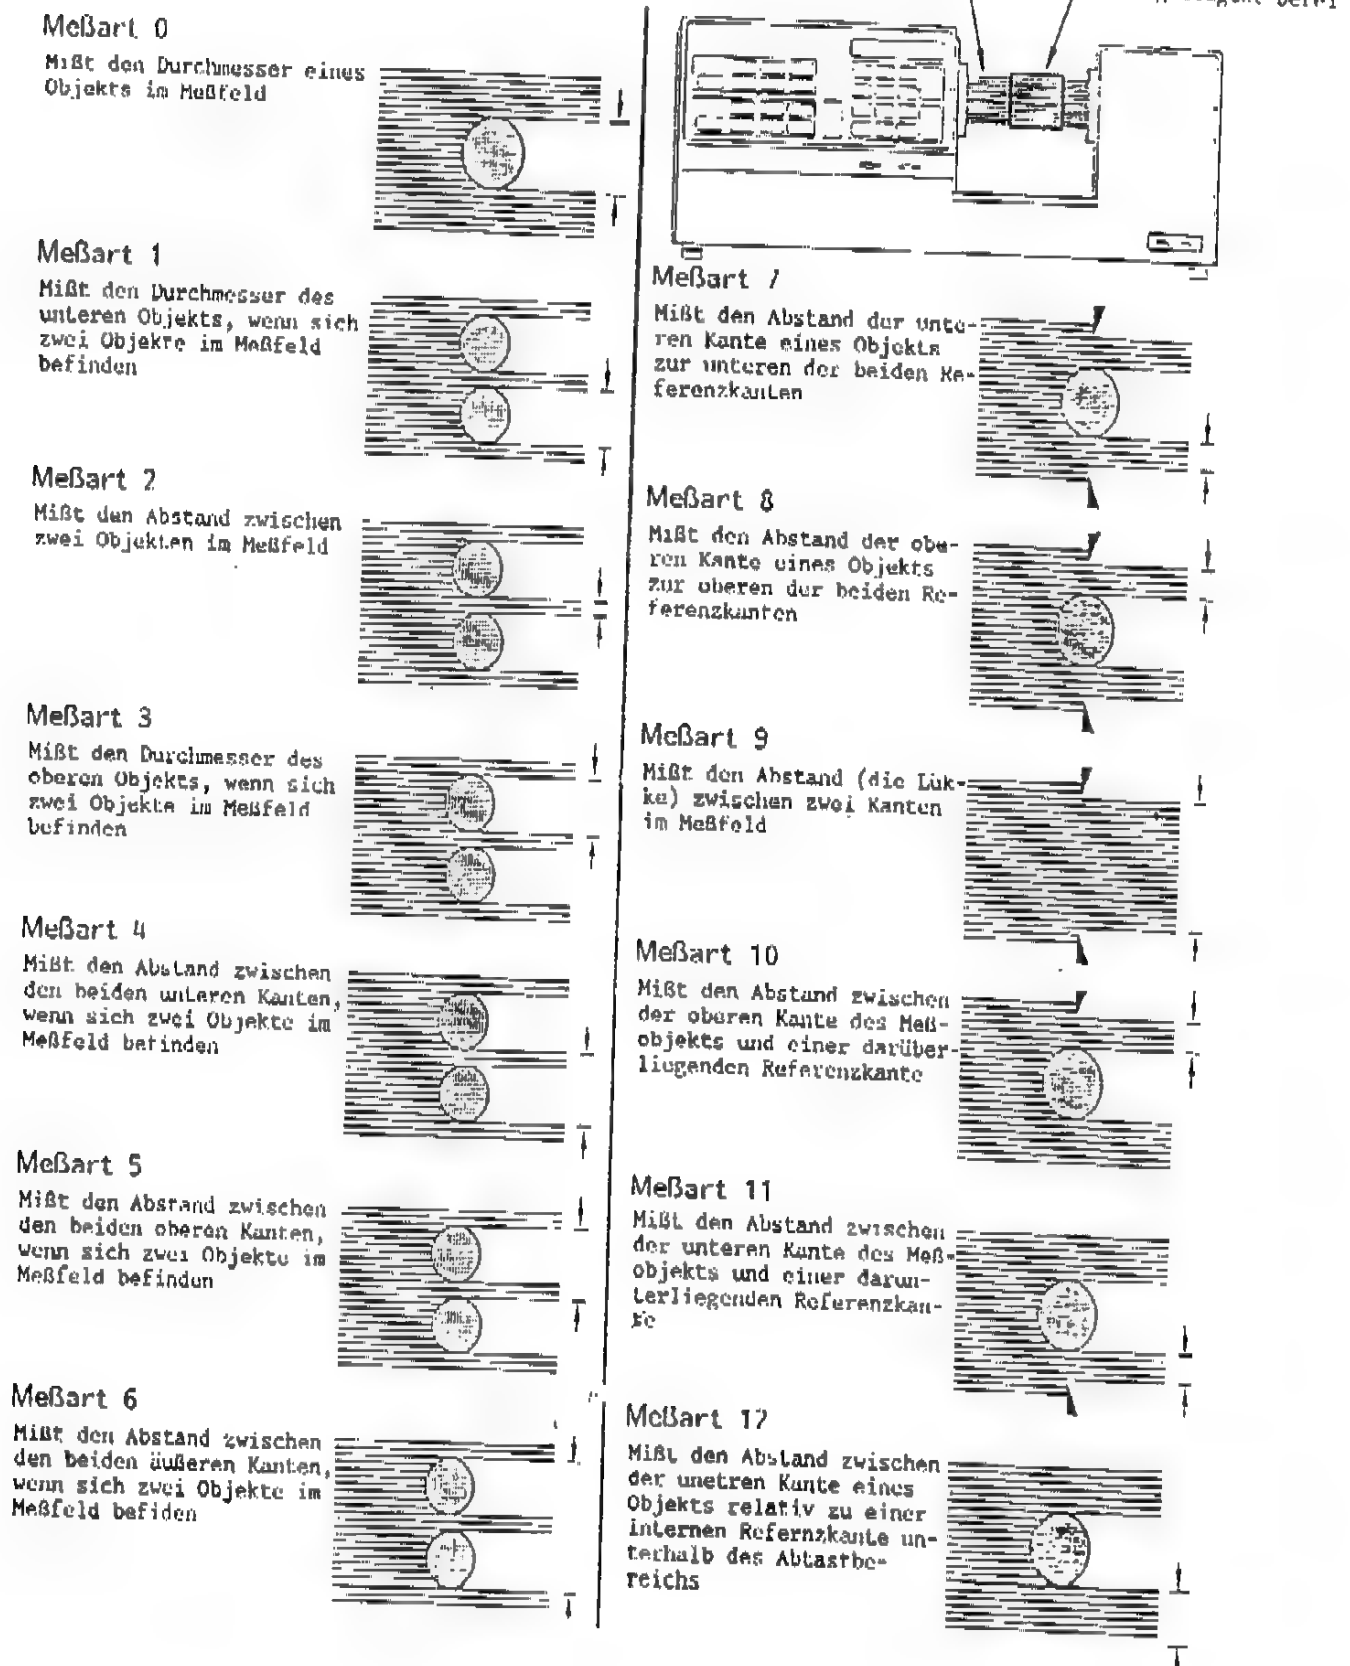 Meßart 0
Mißt den Durchmesser eines
Objekts im Meßfeld
Meßart 1
Mißt den Durchmesser des
unteren Objekts, wenn sich
zwei Objekte im Meßfeld
befinden
Meßart 2
Mißt den Abstand zwischen
zwei Objekten im Meßfeld
Meßart 3
Mißt den Durchmesser des
oberen Objekts, wenn sich
zwei Objekte im Meßfeld
befinden
Meßart 4
Mißt den Abstand zwischen
den beiden unteren Kanten,
wenn sich zwei Objekte im
Meßfeld befinden
Meßart 5
Mißt den Abstand zwischen
den beiden oberen Kanten,
wenn sich zwei Objekte im
Meßfeld befinden
Meßart 6
Mißt den Abstand zwischen
den beiden äußeren Kanten,
wenn sich zwei Objekte im
Meßfeld befiden
Meßart 7
Mißt den Abstand der unte-
ren Kante eines Objekts
zur unteren der beiden Re-
ferenzkanten
Meßart 8
Mißt den Abstand der obe-
ren Kante eines Objekts
zur oberen der beiden Re-
ferenzkanten
Meßart 9
Mißt den Abstand (die Lük-
ke) zwischen zwei Kanten
im Meßfeld
Meßart 10
Mißt den Abstand zwischen
der oberen Kante des Meß-
objekts und einer darüber-
liegenden Referenzkante
Meßart 11
Mißt den Abstand zwischen
der unteren Kante des Meß-
objekts und einer darun-
terliegenden Referenzkan-
te
Meßart 12
Mißt den Abstand zwischen
der unetren Kante eines
Objekts relativ zu einer
internen Refernzkante un-
terhalb des Abtastbe-
reichs